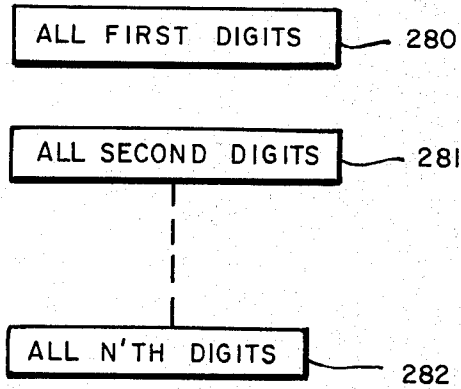 ALL FIRST DIGITS 280
ALL SECOND DIGITS 281
ALL N'TH DIGITS 282